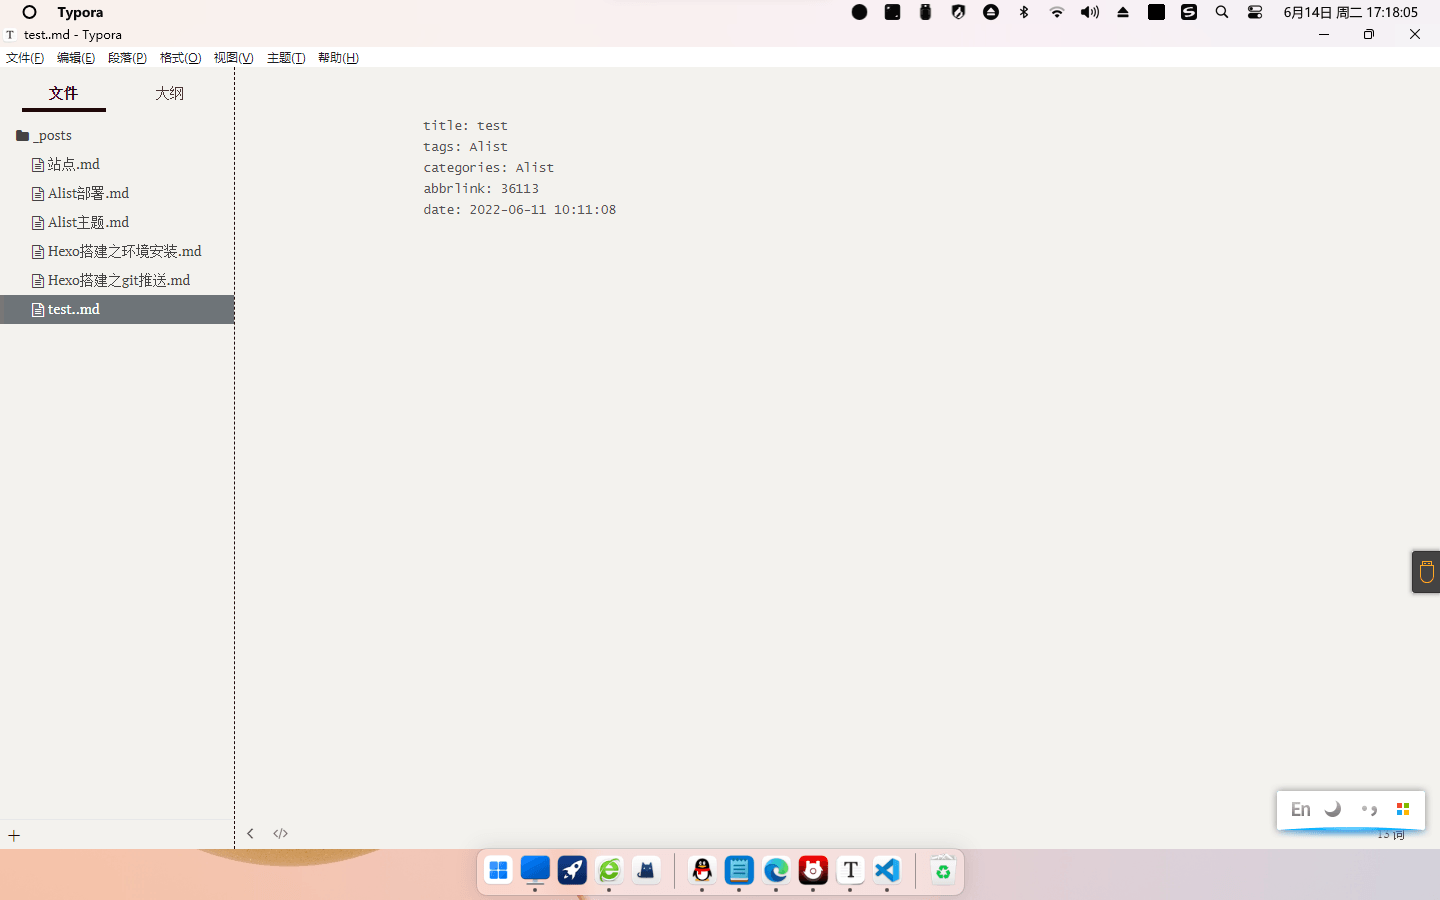 Typora
6月14日 周二 17:18:05
T test..md - Typora
文件(F) 编辑(E) 段落(P) 格式(O) 视图(V) 主题(T) 帮助(H)
文件 大纲
_posts
站点.md
Alist部署.md
Alist主题.md
Hexo搭建之环境安装.md
Hexo搭建之git推送.md
test..md
title: test
tags: Alist
categories: Alist
abbrlink: 36113
date: 2022-06-11 10:11:08
En
13 词
T